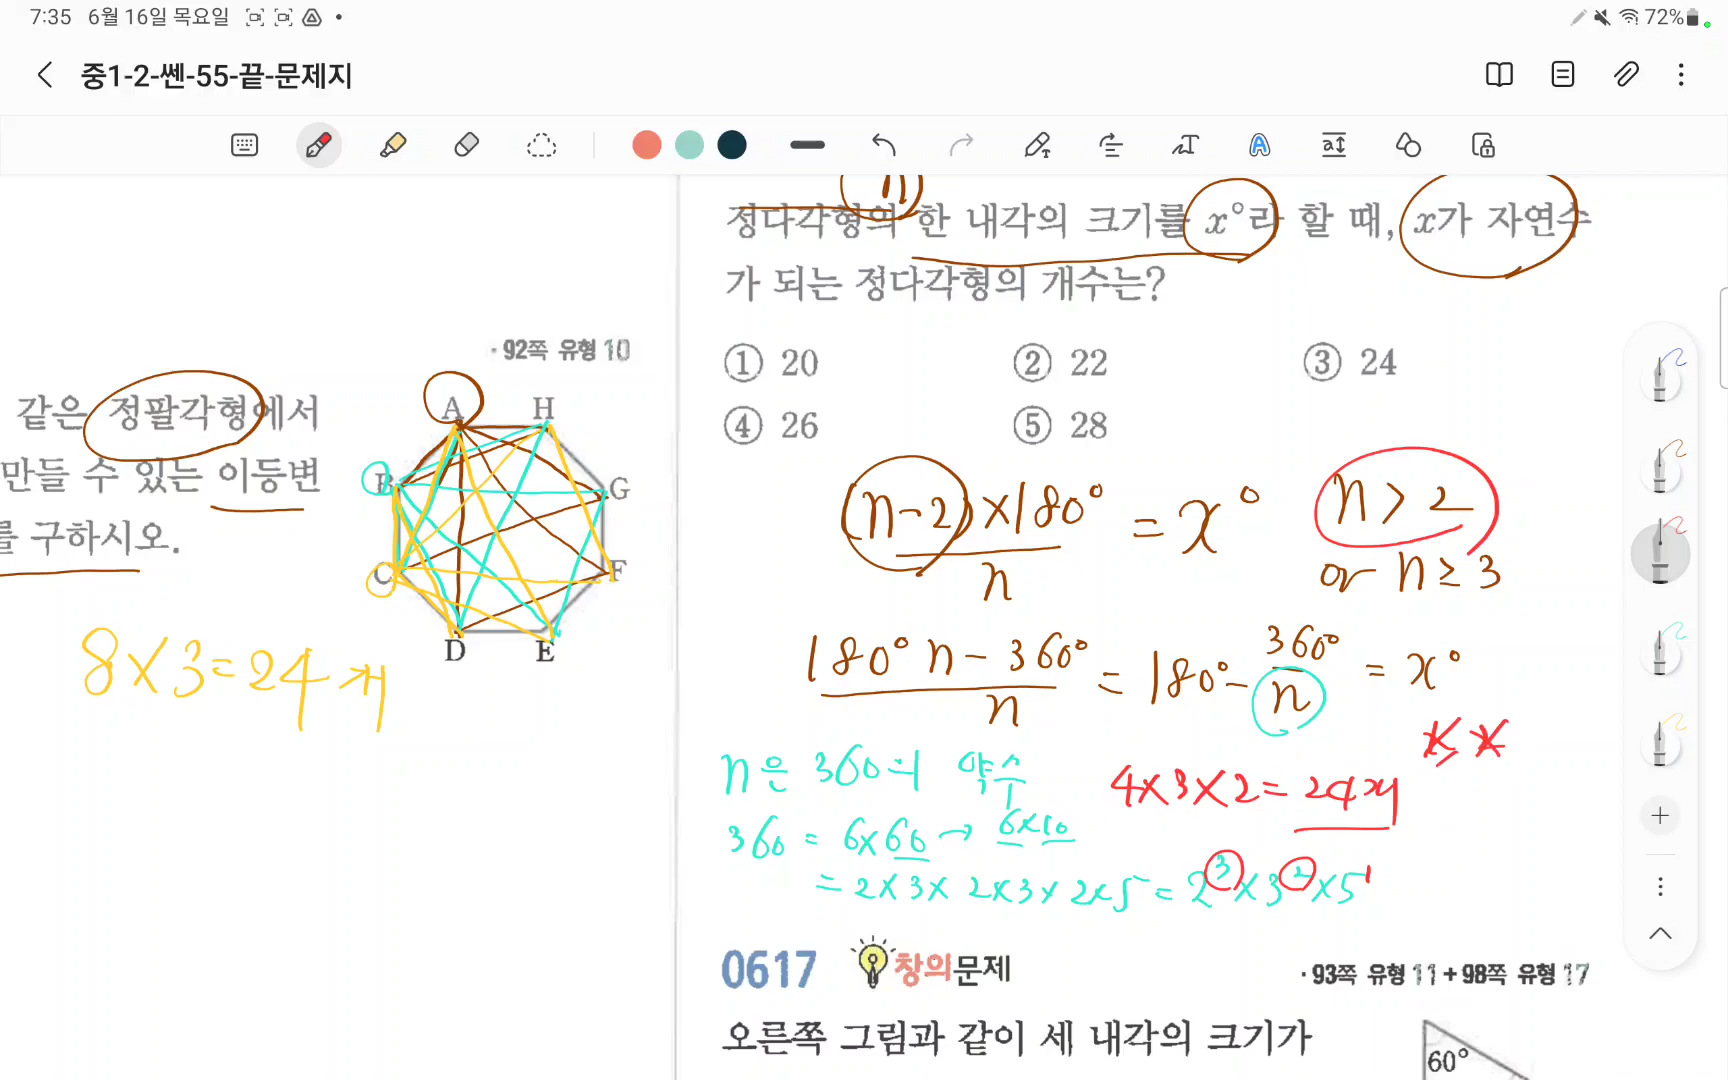 7:35 6월 16일 목요일
72%
중1-2-쎈-55-끝-문제지
· 92쪽 유형 10
같은 정팔각형에서
만들 수 있는 이등변
를 구하시오.
A H
B G
C F
D E
8×3=24개
n
정다각형의 한 내각의 크기를 x°라 할 때, x가 자연수
가 되는 정다각형의 개수는?
① 20 ② 22 ③ 24
④ 26 ⑤ 28
(n-2)×180° / n = x°
n > 2
or n ≥ 3
180°n - 360° / n = 180° - 360° / n = x°
n은 360의 약수
4×3×2=24개
360 = 6×60 → 6×10
= 2×3×2×3×2×5 = 2³×3²×5¹
0617 창의문제
· 93쪽 유형 11 + 98쪽 유형 17
오른쪽 그림과 같이 세 내각의 크기가
60°